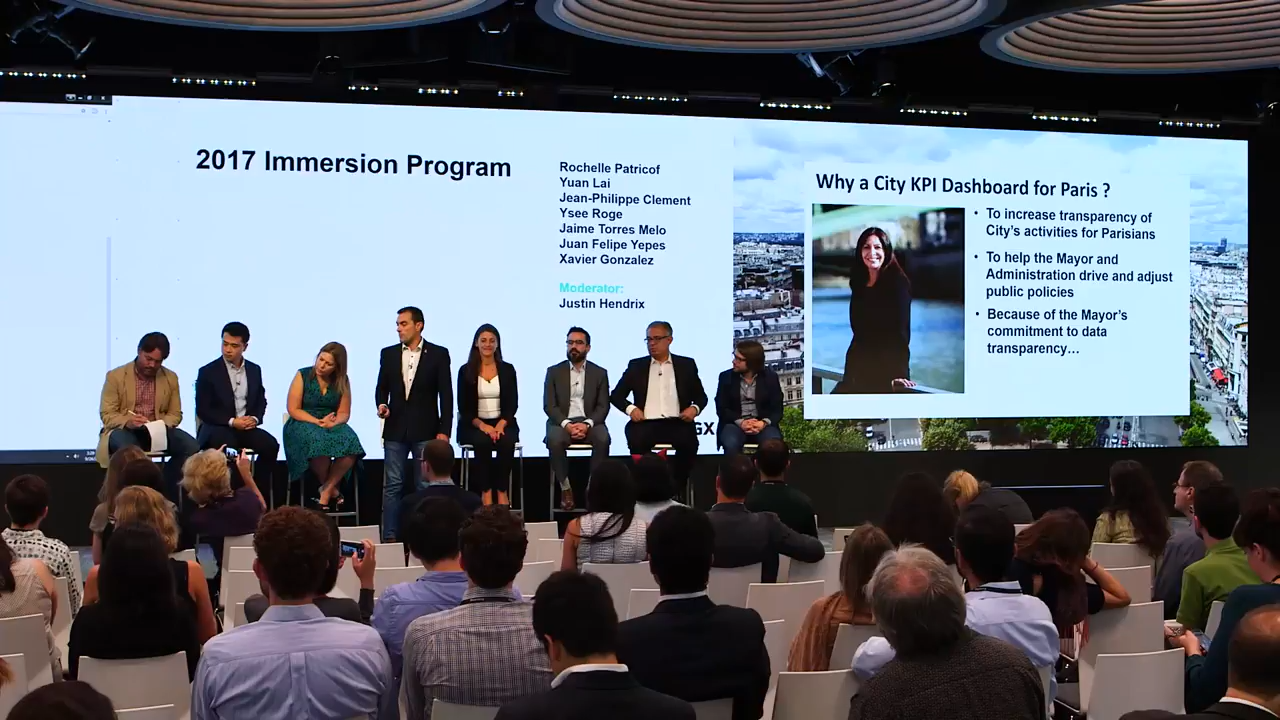 2017 Immersion Program
Rochelle Patricof
Yuan Lai
Jean-Philippe Clement
Ysee Roge
Jaime Torres Melo
Juan Felipe Yepes
Xavier Gonzalez
Moderator:
Justin Hendrix
Why a City KPI Dashboard for Paris ?
• To increase transparency of
City's activities for Parisians
• To help the Mayor and
Administration drive and adjust
public policies
• Because of the Mayor's
commitment to data
transparency...